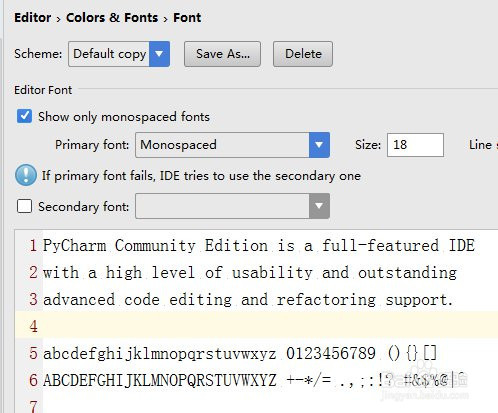 Editor › Colors & Fonts › Font
Scheme: Default copy Save As... Delete
Editor Font
Show only monospaced fonts
Primary font: Monospaced Size: 18 Line
If primary font fails, IDE tries to use the secondary one
Secondary font:
1 PyCharm Community Edition is a full-featured IDE
2 with a high level of usability and outstanding
3 advanced code editing and refactoring support.
4
5 abcdefghijklmnopqrstuvwxyz 0123456789 (){}[]
6 ABCDEFGHIJKLMNOPQRSTUVWXYZ +-*/= .,;:!? #&$%@|^
7